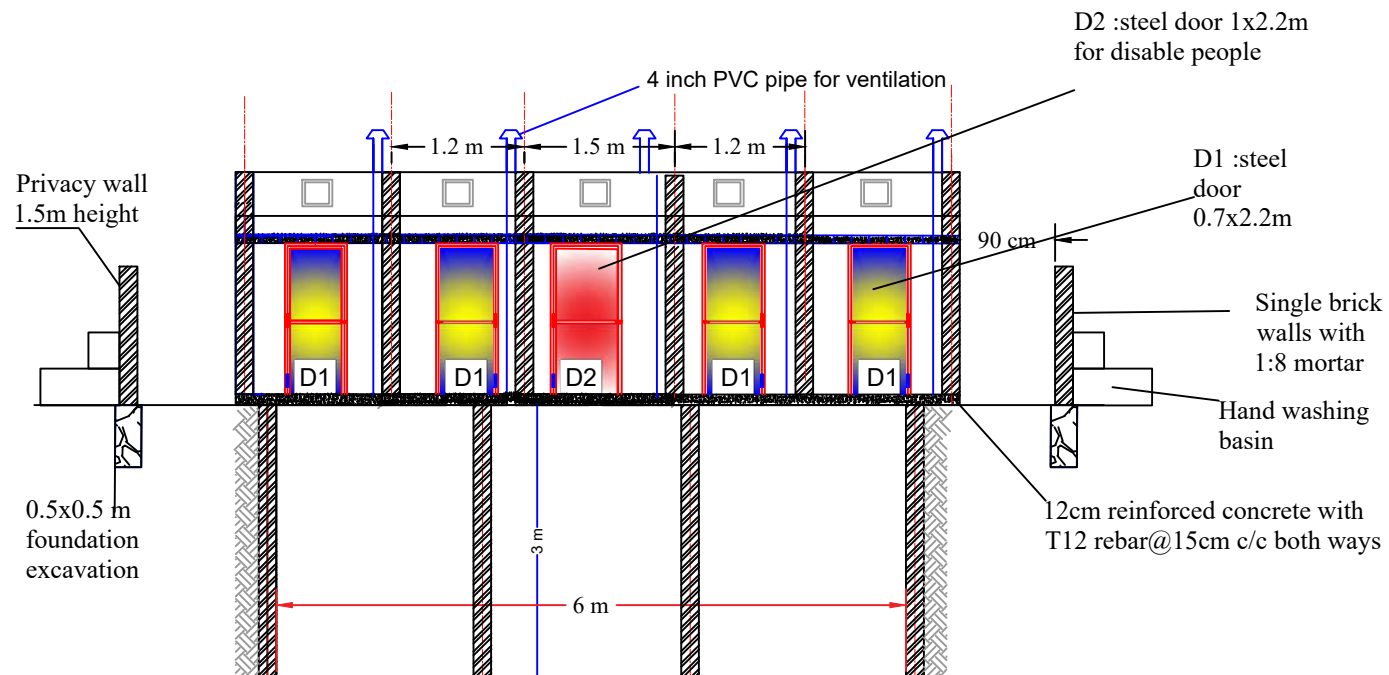 D2 :steel door 1x2.2m
for disable people
4 inch PVC pipe for ventilation
1.2 m
1.5 m
1.2 m
D1 :steel
door
0.7x2.2m
Privacy wall
1.5m height
90 cm
Single brick
walls with
1:8 mortar
D1
D1
D2
D1
D1
Hand washing
basin
0.5x0.5 m
foundation
excavation
12cm reinforced concrete with
T12 rebar@15cm c/c both ways
3 m
6 m